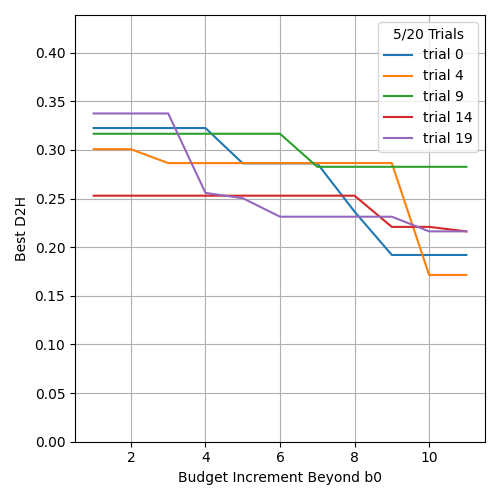 5/20 Trials
trial 0
trial 4
trial 9
trial 14
trial 19
0.40
0.35
0.30
0.25
0.20
0.15
0.10
0.05
0.00
Best D2H
2 4 6 8 10
Budget Increment Beyond b0